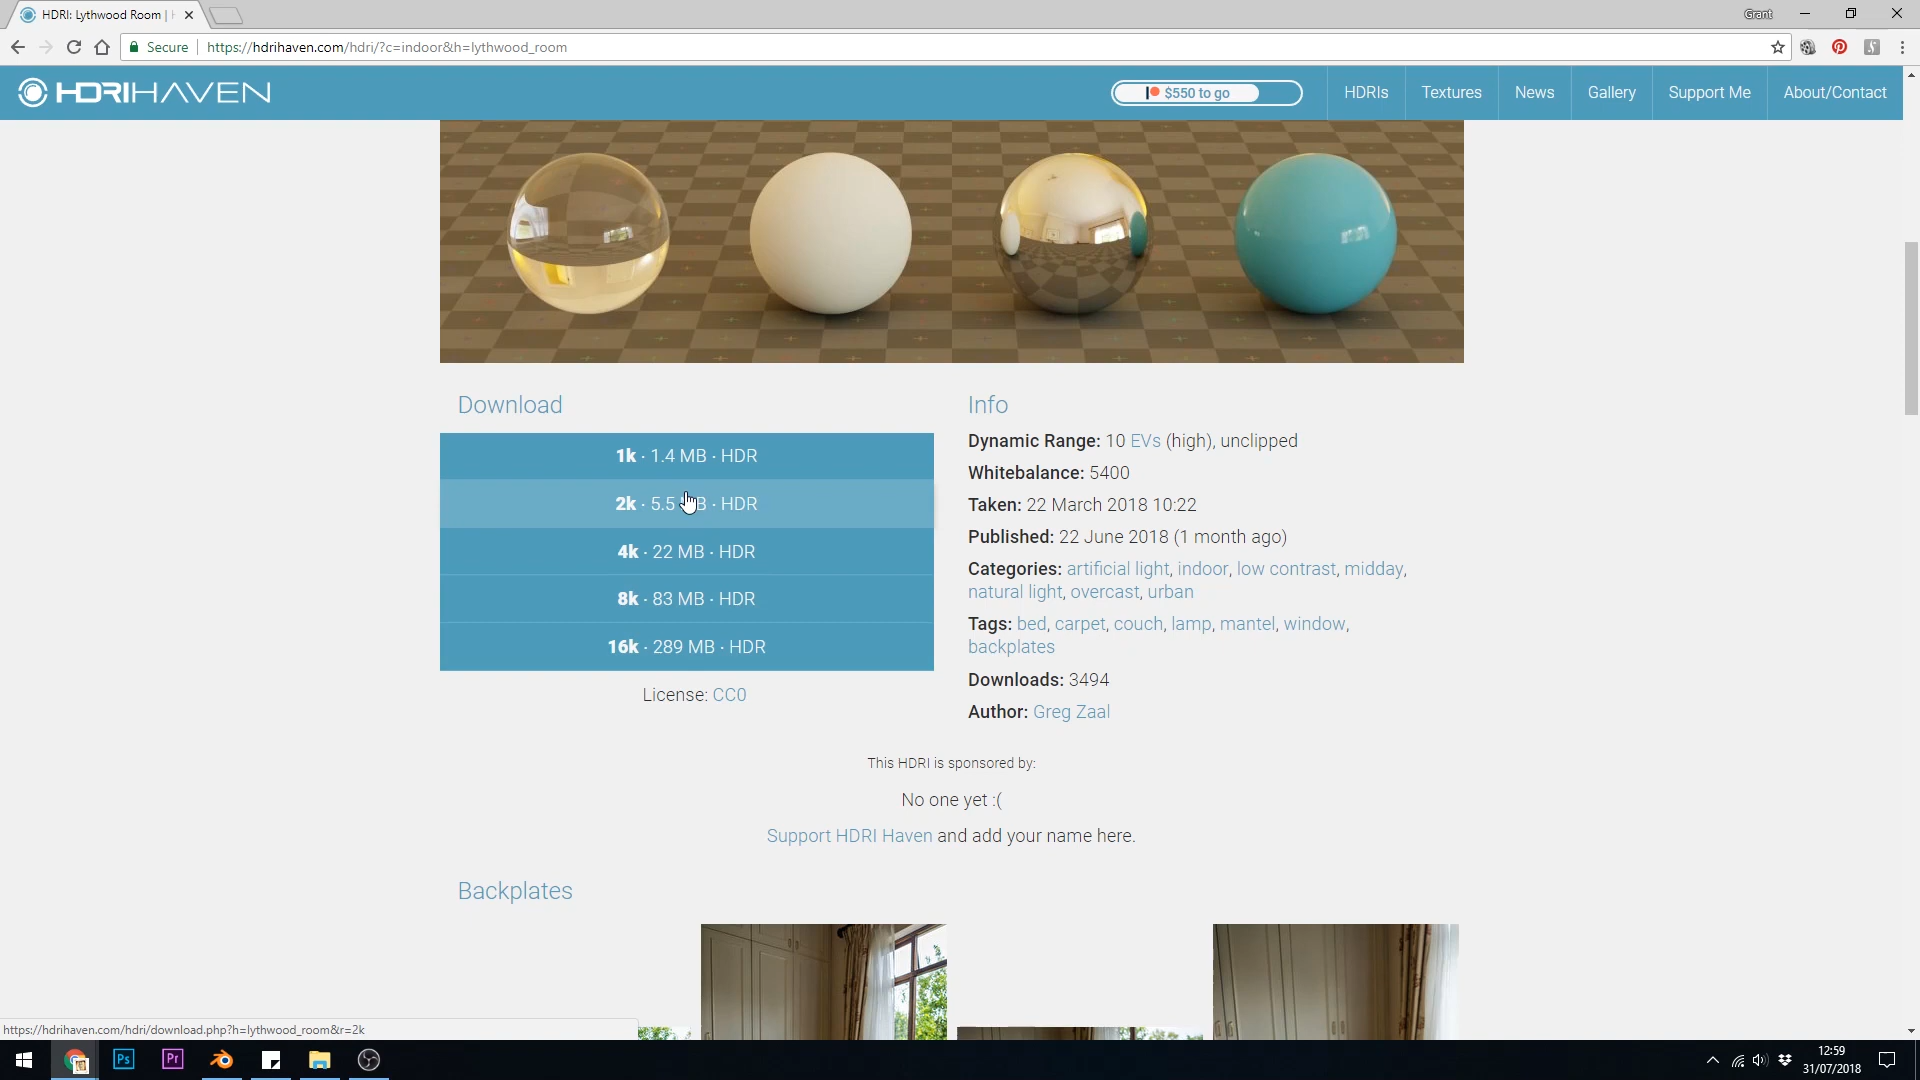 HDRI: Lythwood Room |
Grant
Secure https://hdrihaven.com/hdri/?c=indoor&h=lythwood_room
HDRIHAVEN
$550 to go
HDRIs
Textures
News
Gallery
Support Me
About/Contact
Download
1k · 1.4 MB · HDR
2k · 5.5 B · HDR
4k · 22 MB · HDR
8k · 83 MB · HDR
16k · 289 MB · HDR
License: CC0
Info
Dynamic Range: 10 EVs (high), unclipped
Whitebalance: 5400
Taken: 22 March 2018 10:22
Published: 22 June 2018 (1 month ago)
Categories: artificial light, indoor, low contrast, midday,
natural light, overcast, urban
Tags: bed, carpet, couch, lamp, mantel, window,
backplates
Downloads: 3494
Author: Greg Zaal
This HDRI is sponsored by:
No one yet :(
Support HDRI Haven and add your name here.
Backplates
https://hdrihaven.com/hdri/download.php?h=lythwood_room&r=2k
Ps
Pr
12:59
31/07/2018